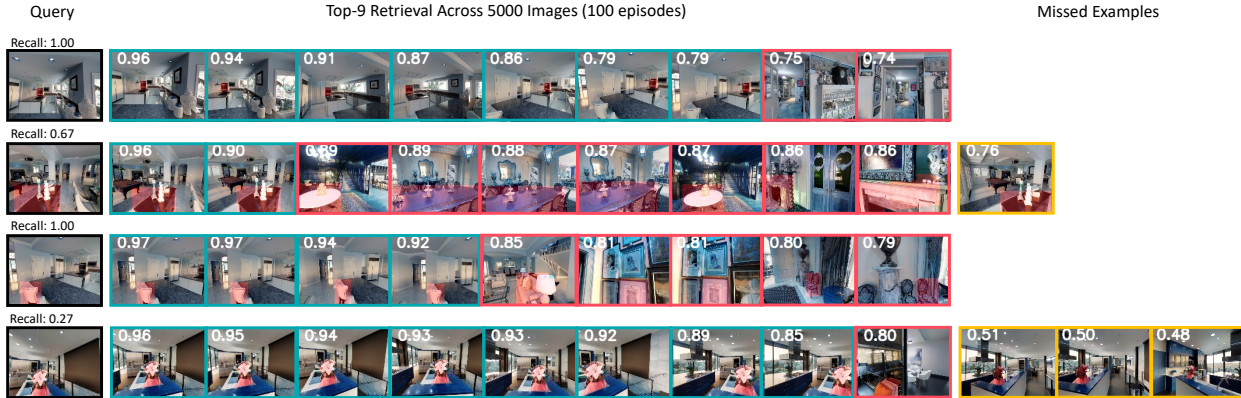 Query
Top-9 Retrieval Across 5000 Images (100 episodes)
Missed Examples
Recall: 1.00
0.96 0.94 0.91 0.87 0.86 0.79 0.79 0.75 0.74
Recall: 0.67
0.96 0.90 0.89 0.89 0.88 0.87 0.87 0.86 0.86 0.76
Recall: 1.00
0.97 0.97 0.94 0.92 0.85 0.81 0.81 0.80 0.79
Recall: 0.27
0.96 0.95 0.94 0.93 0.93 0.92 0.89 0.85 0.80 0.51 0.50 0.48